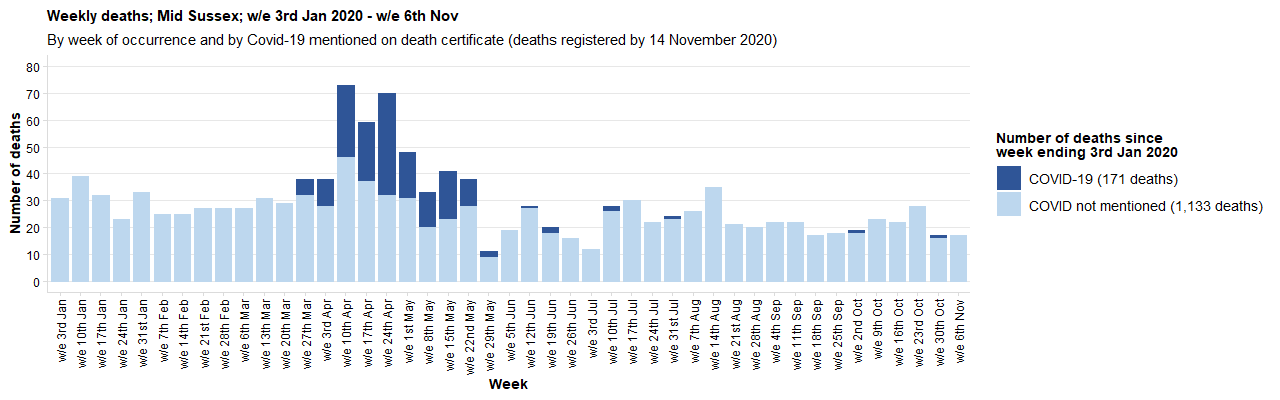 Weekly deaths; Mid Sussex; w/e 3rd Jan 2020 - w/e 6th Nov
By week of occurrence and by Covid-19 mentioned on death certificate (deaths registered by 14 November 2020)
Number of deaths
80
70
60
50
40
30
20
10
0
w/e 3rd Jan
w/e 10th Jan
w/e 17th Jan
w/e 24th Jan
w/e 31st Jan
w/e 7th Feb
w/e 14th Feb
w/e 21st Feb
w/e 28th Feb
w/e 6th Mar
w/e 13th Mar
w/e 20th Mar
w/e 27th Mar
w/e 3rd Apr
w/e 10th Apr
w/e 17th Apr
w/e 24th Apr
w/e 1st May
w/e 8th May
w/e 15th May
w/e 22nd May
w/e 29th May
w/e 5th Jun
w/e 12th Jun
w/e 19th Jun
w/e 26th Jun
w/e 3rd Jul
w/e 10th Jul
w/e 17th Jul
w/e 24th Jul
w/e 31st Jul
w/e 7th Aug
w/e 14th Aug
w/e 21st Aug
w/e 28th Aug
w/e 4th Sep
w/e 11th Sep
w/e 18th Sep
w/e 25th Sep
w/e 2nd Oct
w/e 9th Oct
w/e 16th Oct
w/e 23rd Oct
w/e 30th Oct
w/e 6th Nov
Week
Number of deaths since
week ending 3rd Jan 2020
COVID-19 (171 deaths)
COVID not mentioned (1,133 deaths)